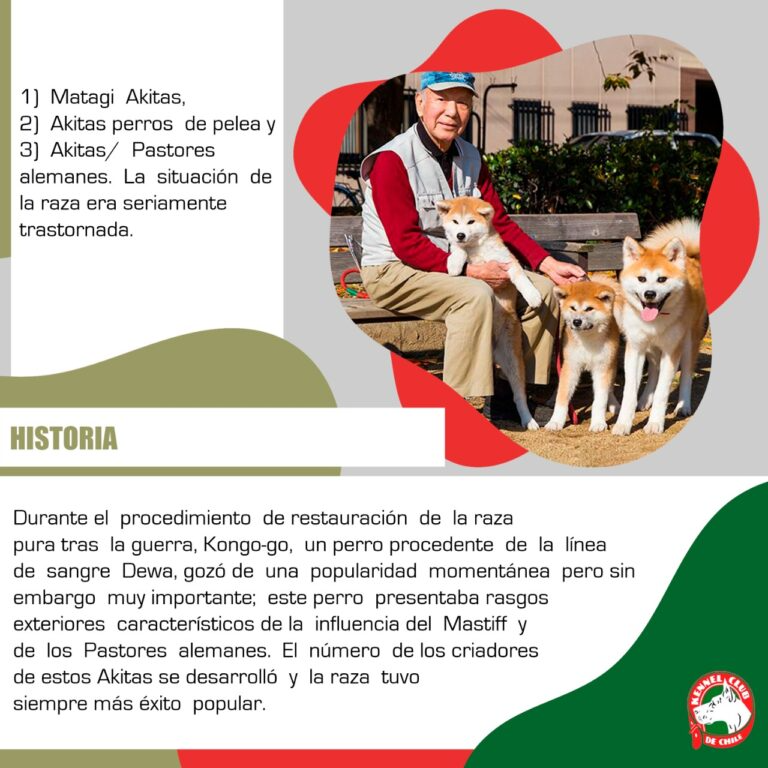 1) Matagi Akitas,
2) Akitas perros de pelea y
3) Akitas/ Pastores
alemanes. La situación de
la raza era seriamente
trastornada.
HISTORIA
Durante el procedimiento de restauración de la raza
pura tras la guerra, Kongo-go, un perro procedente de la línea
de sangre Dewa, gozó de una popularidad momentánea pero sin
embargo muy importante; este perro presentaba rasgos
exteriores característicos de la influencia del Mastiff y
de los Pastores alemanes. El número de los criadores
de estos Akitas se desarrolló y la raza tuvo
siempre más éxito popular.
KENNEL CLUB
DE CHILE